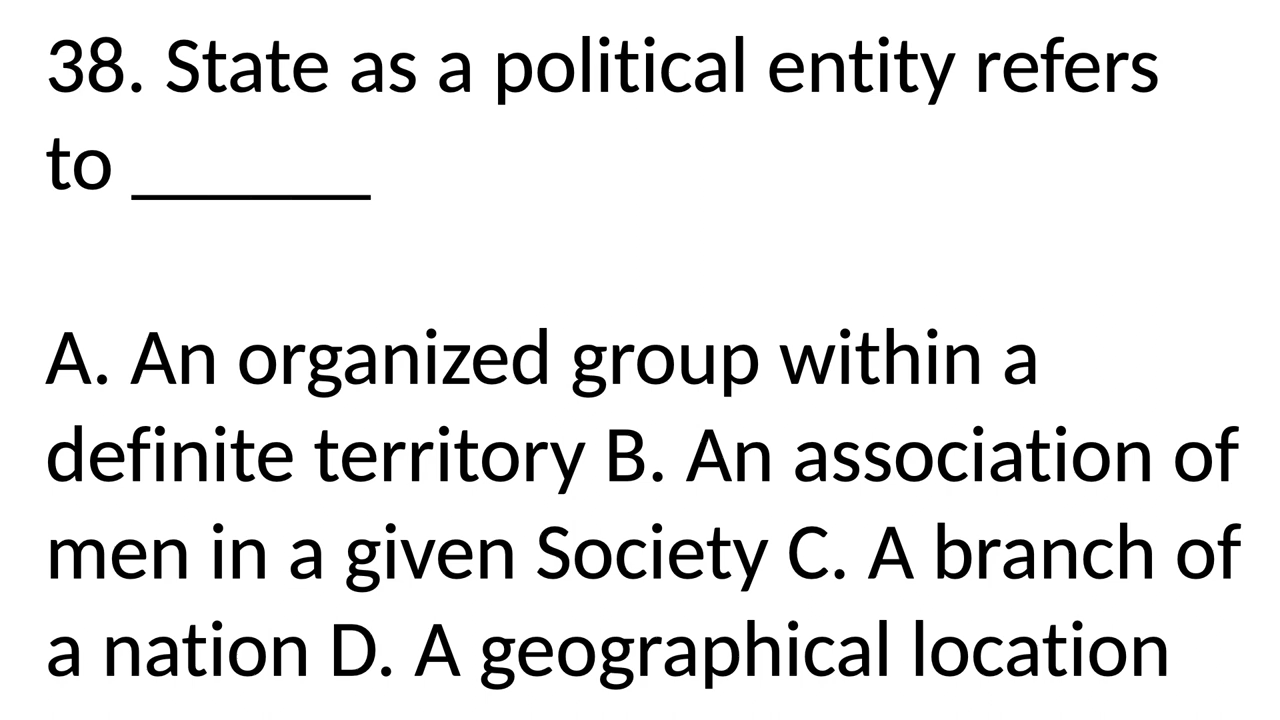 38. State as a political entity refers
to _______
A. An organized group within a
definite territory B. An association of
men in a given Society C. A branch of
a nation D. A geographical location